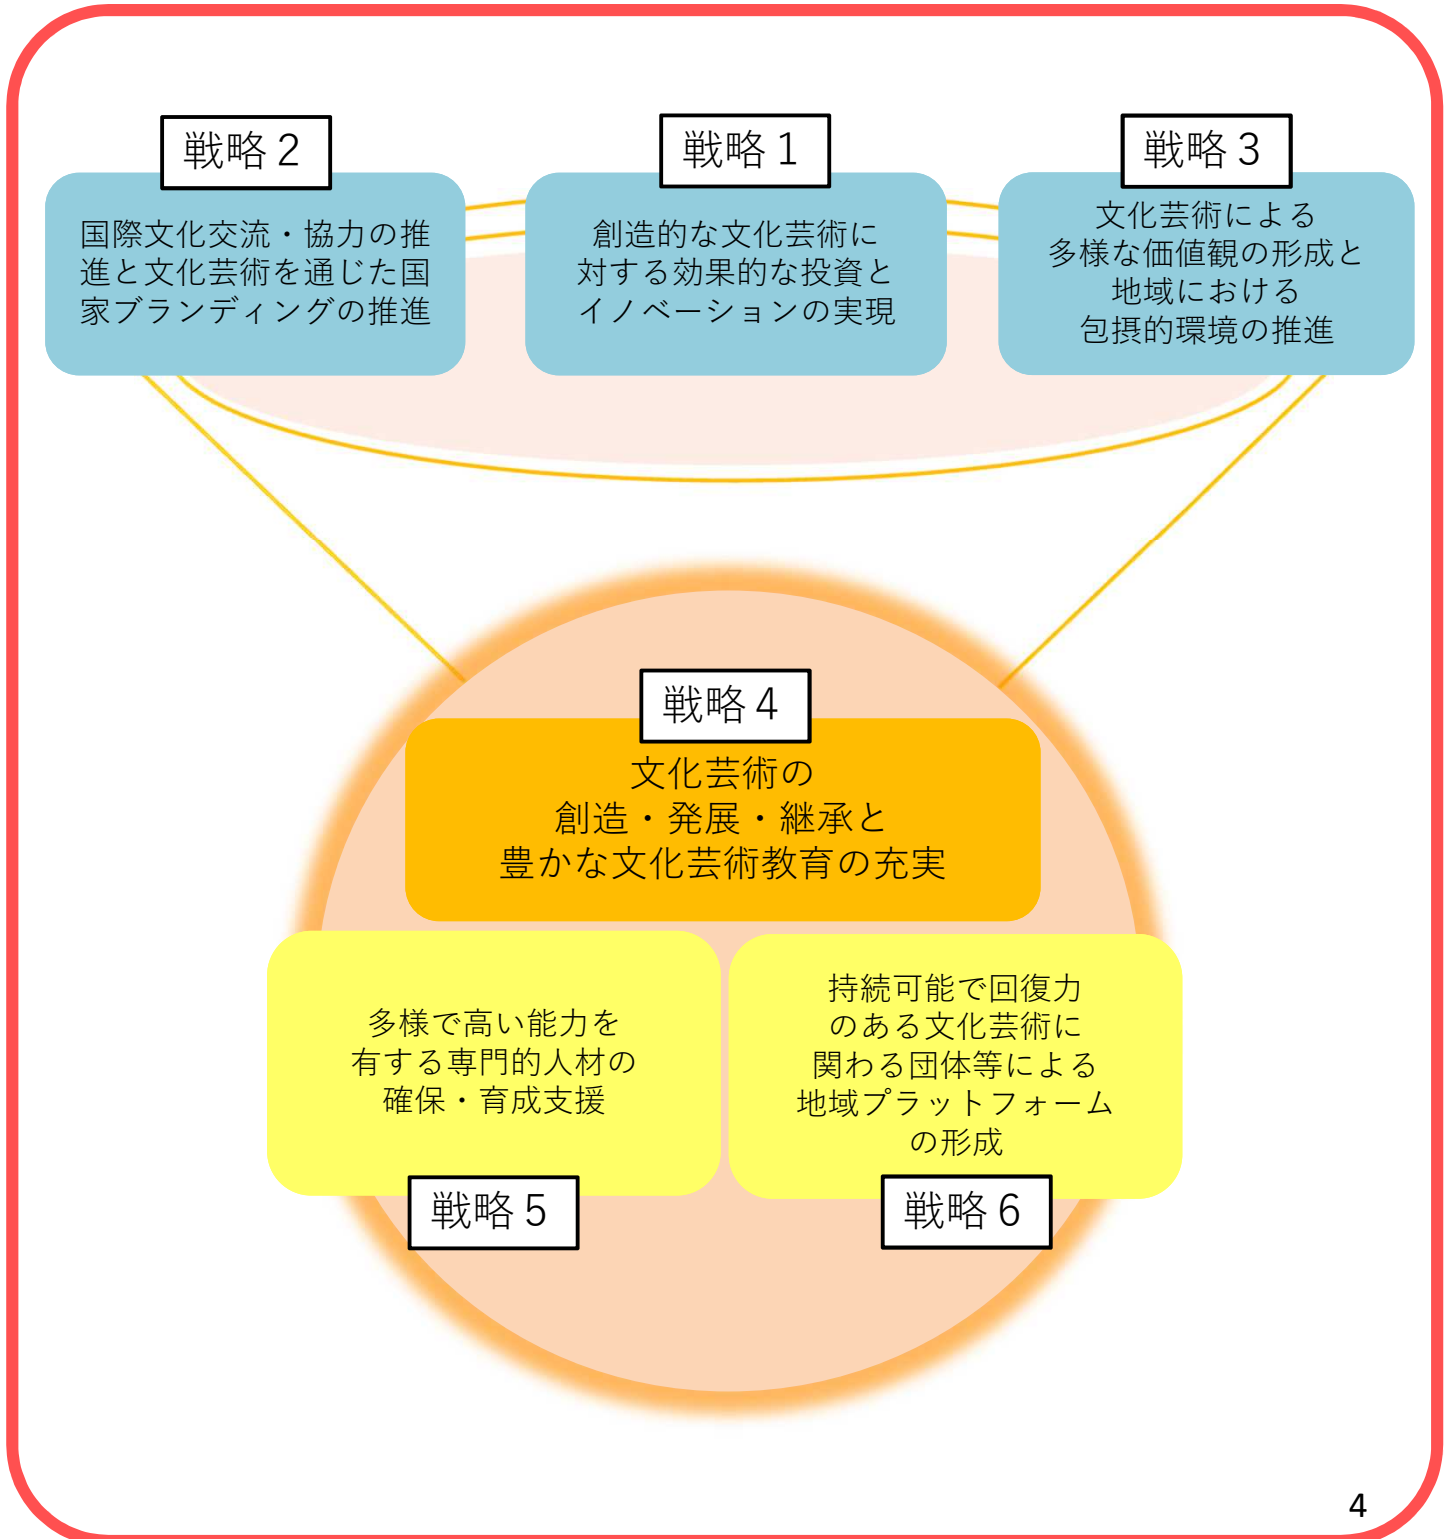 戦略２
国際文化交流・協力の推
進と文化芸術を通じた国
家ブランディングの推進
戦略１
創造的な文化芸術に
対する効果的な投資と
イノベーションの実現
戦略３
文化芸術による
多様な価値観の形成と
地域における
包摂的環境の推進
戦略４
文化芸術の
創造・発展・継承と
豊かな文化芸術教育の充実
多様で高い能力を
有する専門的人材の
確保・育成支援
戦略５
持続可能で回復力
のある文化芸術に
関わる団体等による
地域プラットフォーム
の形成
戦略６
4